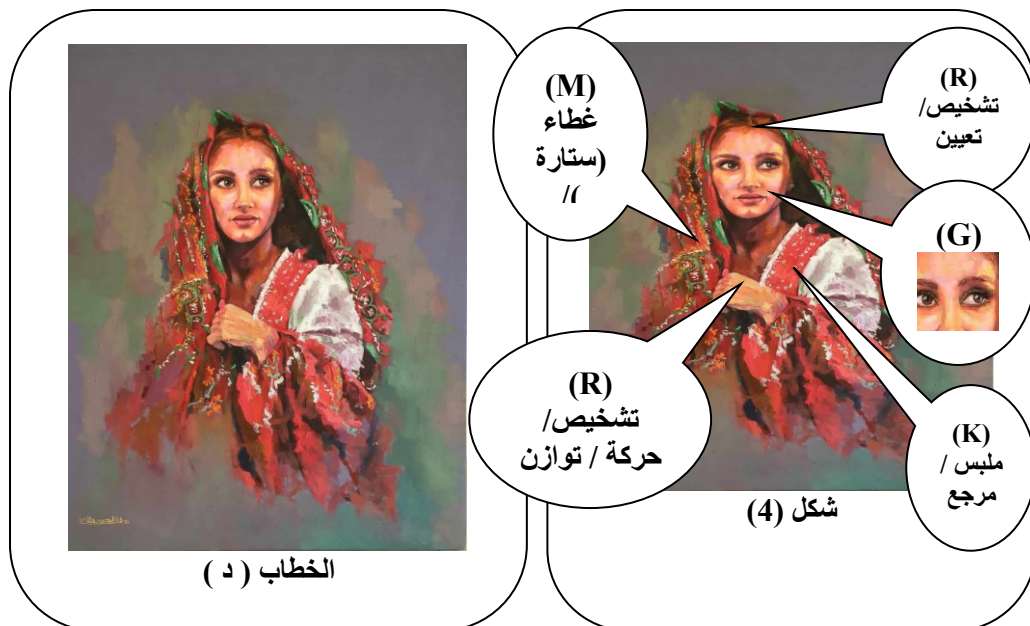 (M)
غطاء
(ستارة
)/،
(R)
تشخيص/
تعيين
(G)
(R)
تشخيص/
حركة / توازن
(K)
ملبس /
مرجع
شكل (4)
الخطاب ( د )